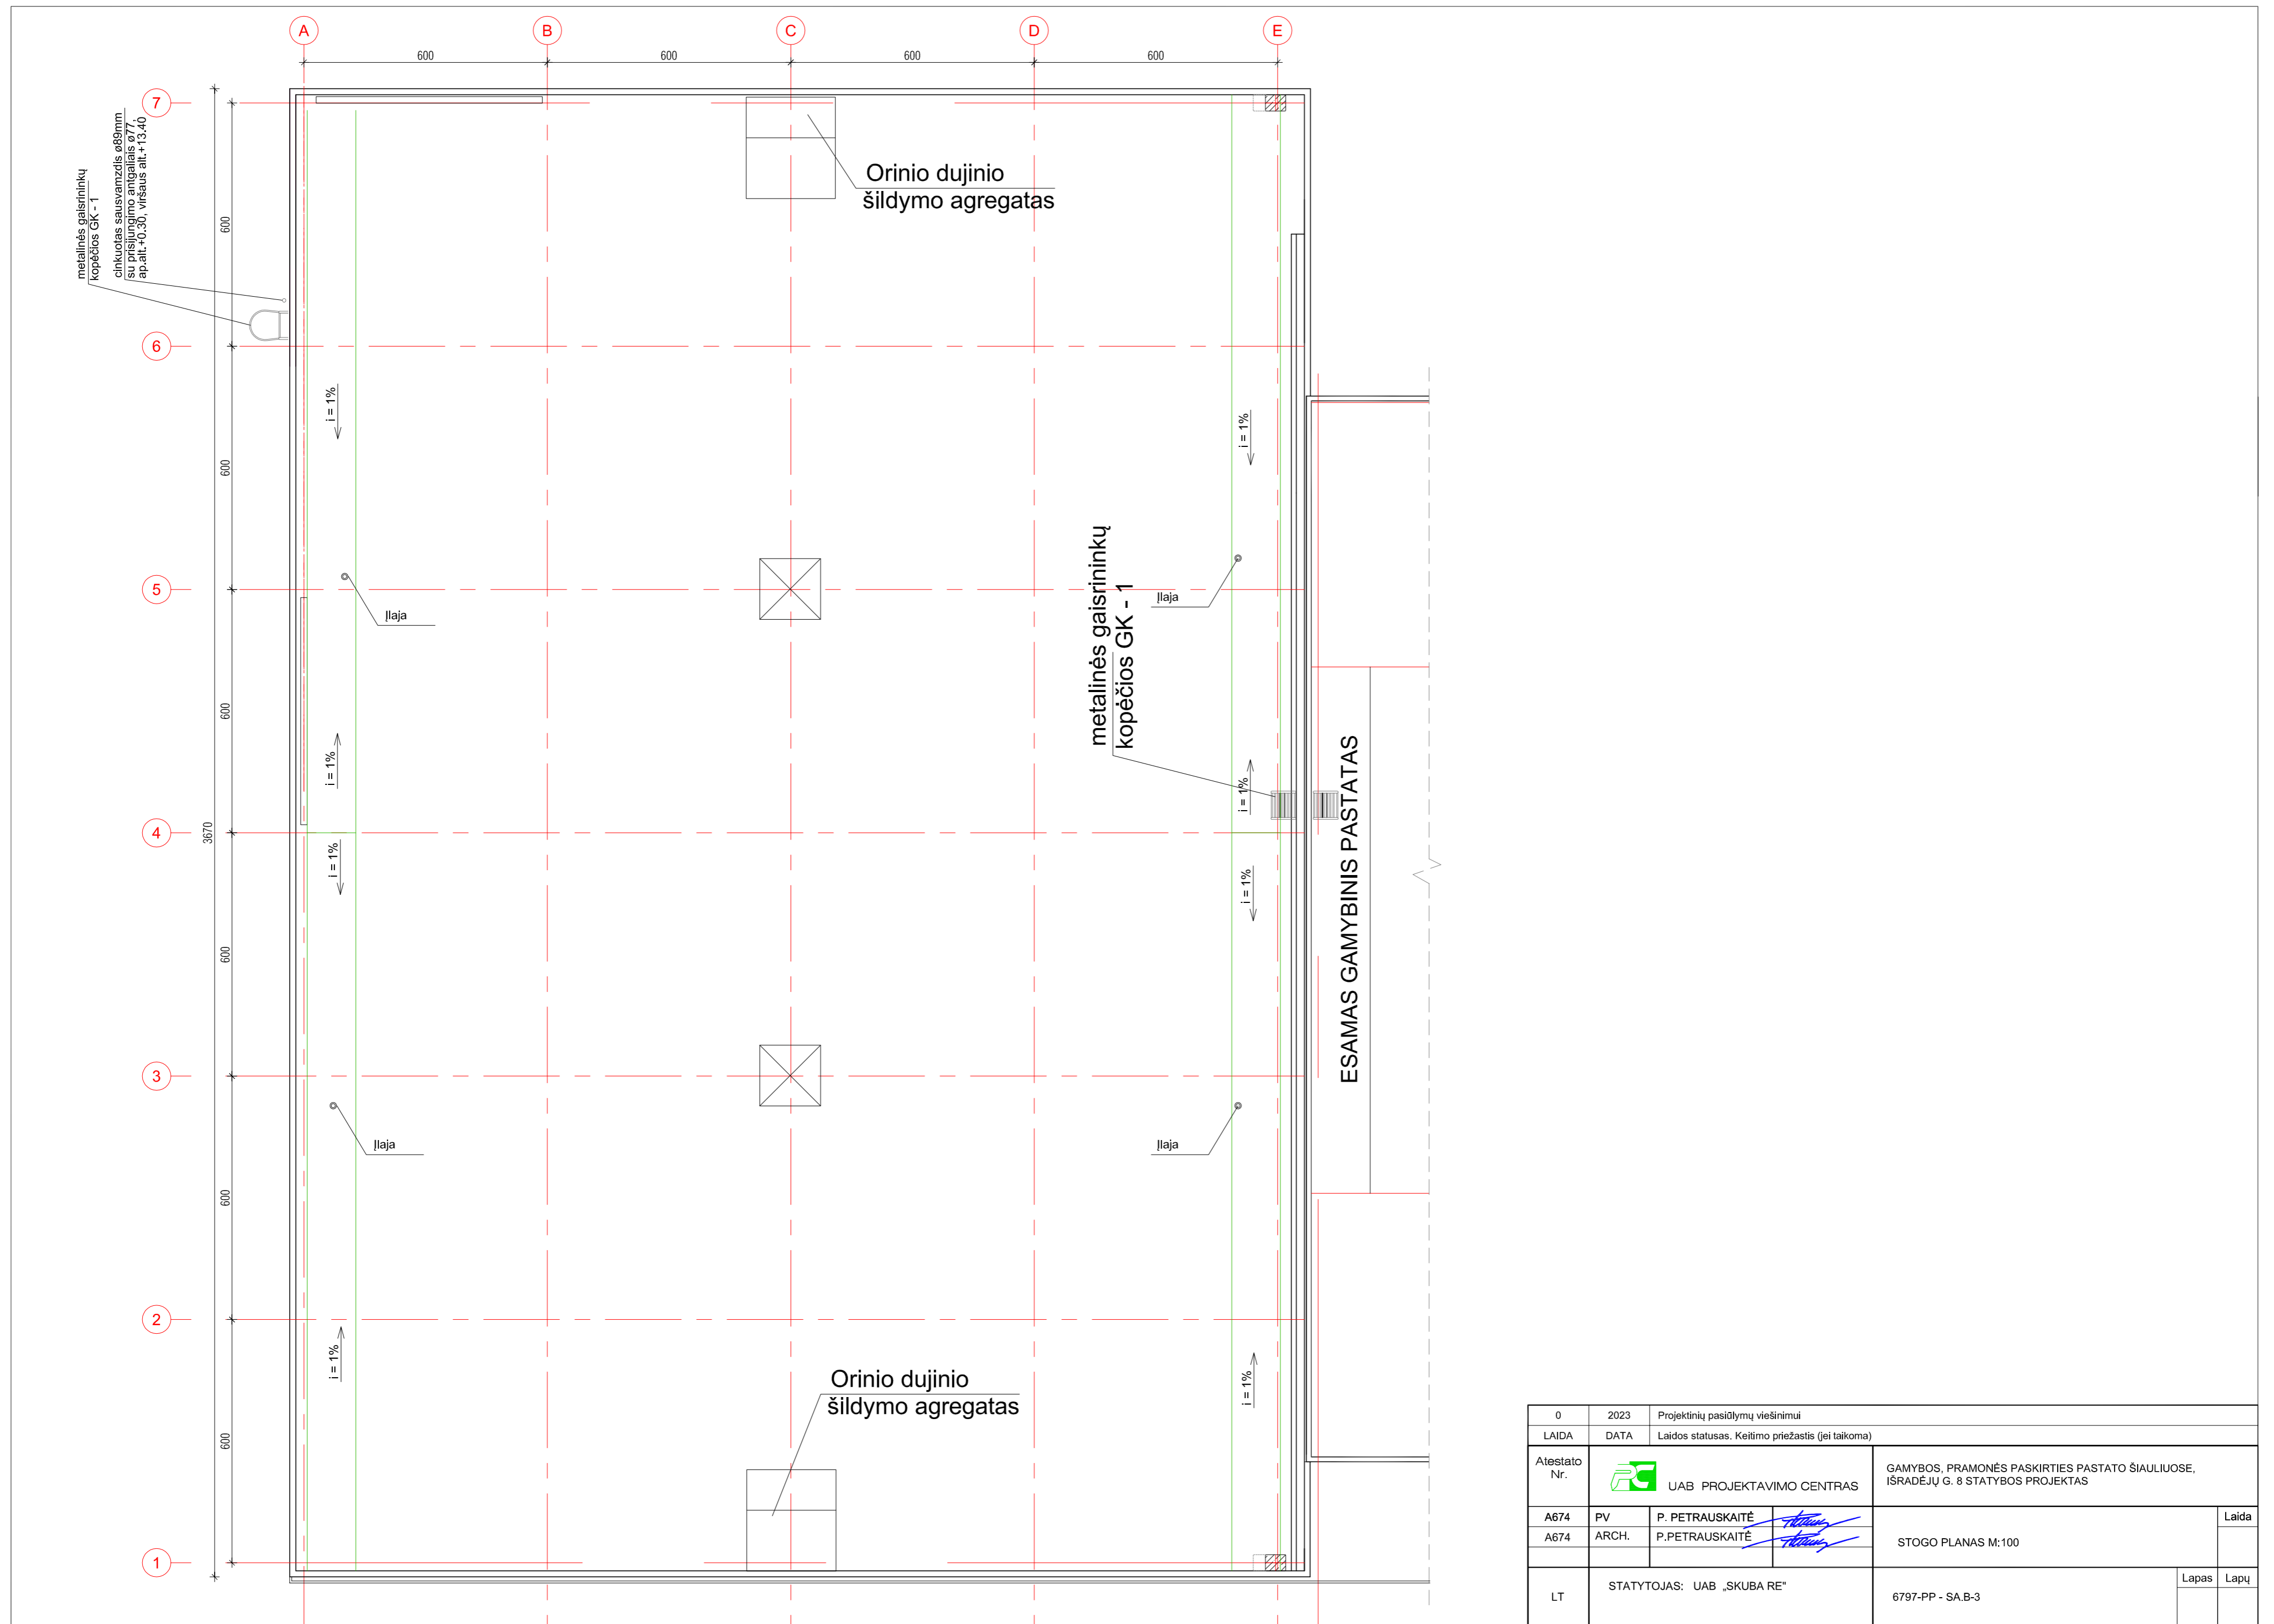 A
B
C
D
E
600
600
600
600
7
6
5
4
3
2
1
600
600
600
600
600
600
3670
metalinės gaisrininkų
kopėčios GK - 1
cinkuotas sausvamzdis ø89mm
su prisijungimo antgaliais ø77,
ap.alt.+0.30, viršaus alt.+13.40
Orinio dujinio
šildymo agregatas
i = 1%
i = 1%
Įlaja
Įlaja
metalinės gaisrininkų
kopėčios GK - 1
i = 1%
i = 1%
ESAMAS GAMYBINIS PASTATAS
i = 1%
i = 1%
Įlaja
Įlaja
i = 1%
i = 1%
Orinio dujinio
šildymo agregatas
0 2023 Projektinių pasiūlymų viešinimui
LAIDA DATA Laidos statusas. Keitimo priežastis (jei taikoma)
Atestato
Nr.
PC
UAB PROJEKTAVIMO CENTRAS
GAMYBOS, PRAMONĖS PASKIRTIES PASTATO ŠIAULIUOSE,
IŠRADĖJŲ G. 8 STATYBOS PROJEKTAS
A674 PV P. PETRAUSKAITĖ
A674 ARCH. P.PETRAUSKAITĖ
STOGO PLANAS M:100
Laida
LT
STATYTOJAS: UAB „SKUBA RE"
6797-PP - SA.B-3
Lapas Lapų